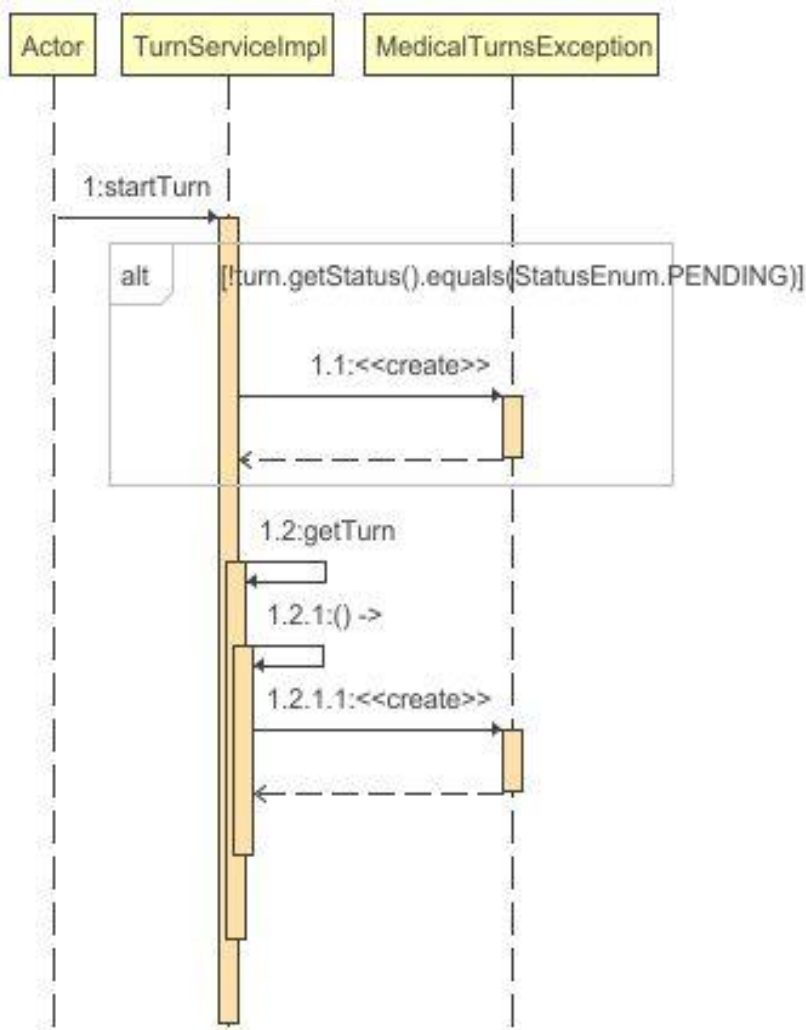 Actor
TurnServiceImpl
MedicalTurnsException
1:startTurn
alt
[!turn.getStatus().equals(StatusEnum.PENDING)]
1.1:<<create>>
1.2:getTurn
1.2.1:() ->
1.2.1.1:<<create>>